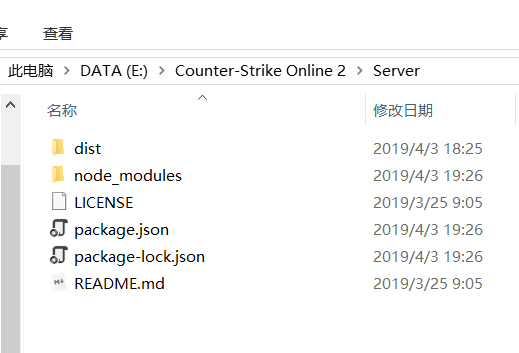 享 查看
此电脑 > DATA (E:) > Counter-Strike Online 2 > Server
名称 修改日期
dist 2019/4/3 18:25
node_modules 2019/4/3 19:26
LICENSE 2019/3/25 9:05
package.json 2019/4/3 19:26
package-lock.json 2019/4/3 19:26
README.md 2019/3/25 9:05